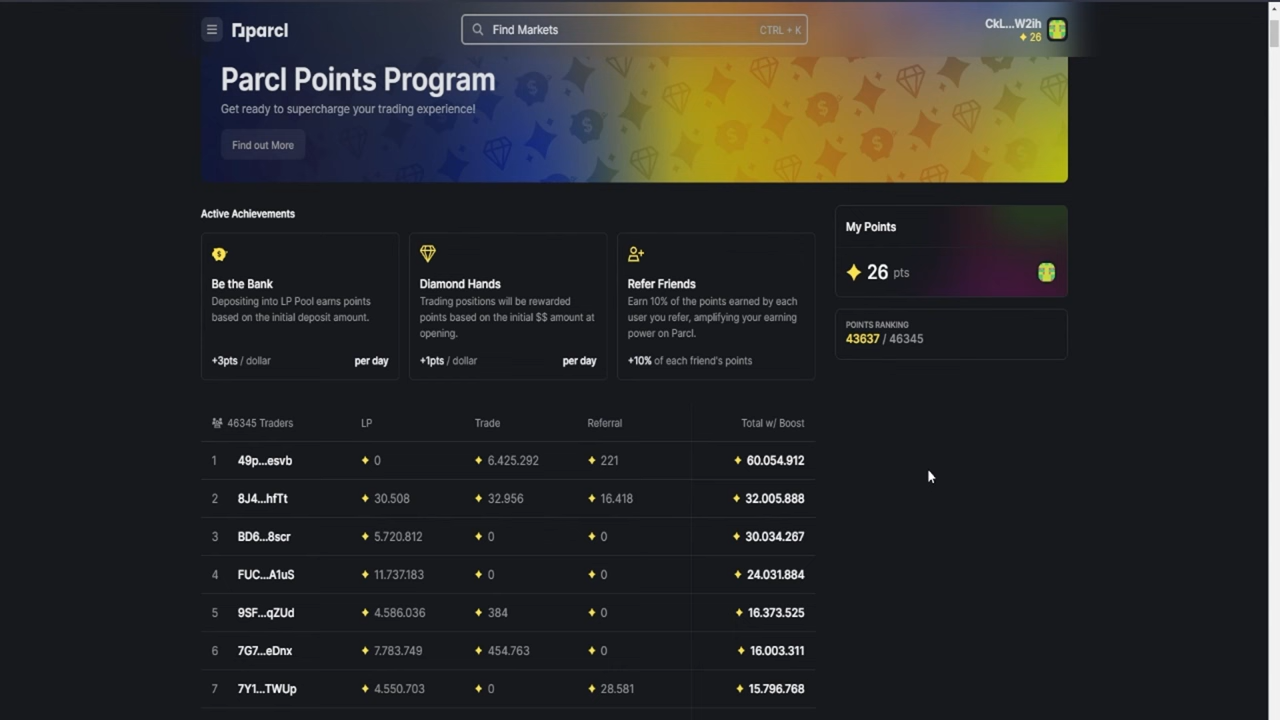 parcl
Find Markets
CTRL + K
CkL...W2ih
26
Parcl Points Program
Get ready to supercharge your trading experience!
Find out More
Active Achievements
Be the Bank
Depositing into LP Pool earns points
based on the initial deposit amount.
+3pts / dollar per day
Diamond Hands
Trading positions will be rewarded
points based on the initial $$ amount at
opening.
+1pts / dollar per day
Refer Friends
Earn 10% of the points earned by each
user you refer, amplifying your earning
power on Parcl.
+10% of each friend's points
My Points
26 pts
POINTS RANKING
43637 / 46345
46345 Traders LP Trade Referral Total w/ Boost
1 49p...esvb 0 6.425.292 221 60.054.912
2 8J4...hfTt 30.508 32.956 16.418 32.005.888
3 BD6...8scr 5.720.812 0 0 30.034.267
4 FUC...A1uS 11.737.183 0 0 24.031.884
5 9SF...qZUd 4.586.036 384 0 16.373.525
6 7G7...eDnx 7.783.749 454.763 0 16.003.311
7 7Y1...TWUp 4.550.703 0 28.581 15.796.768